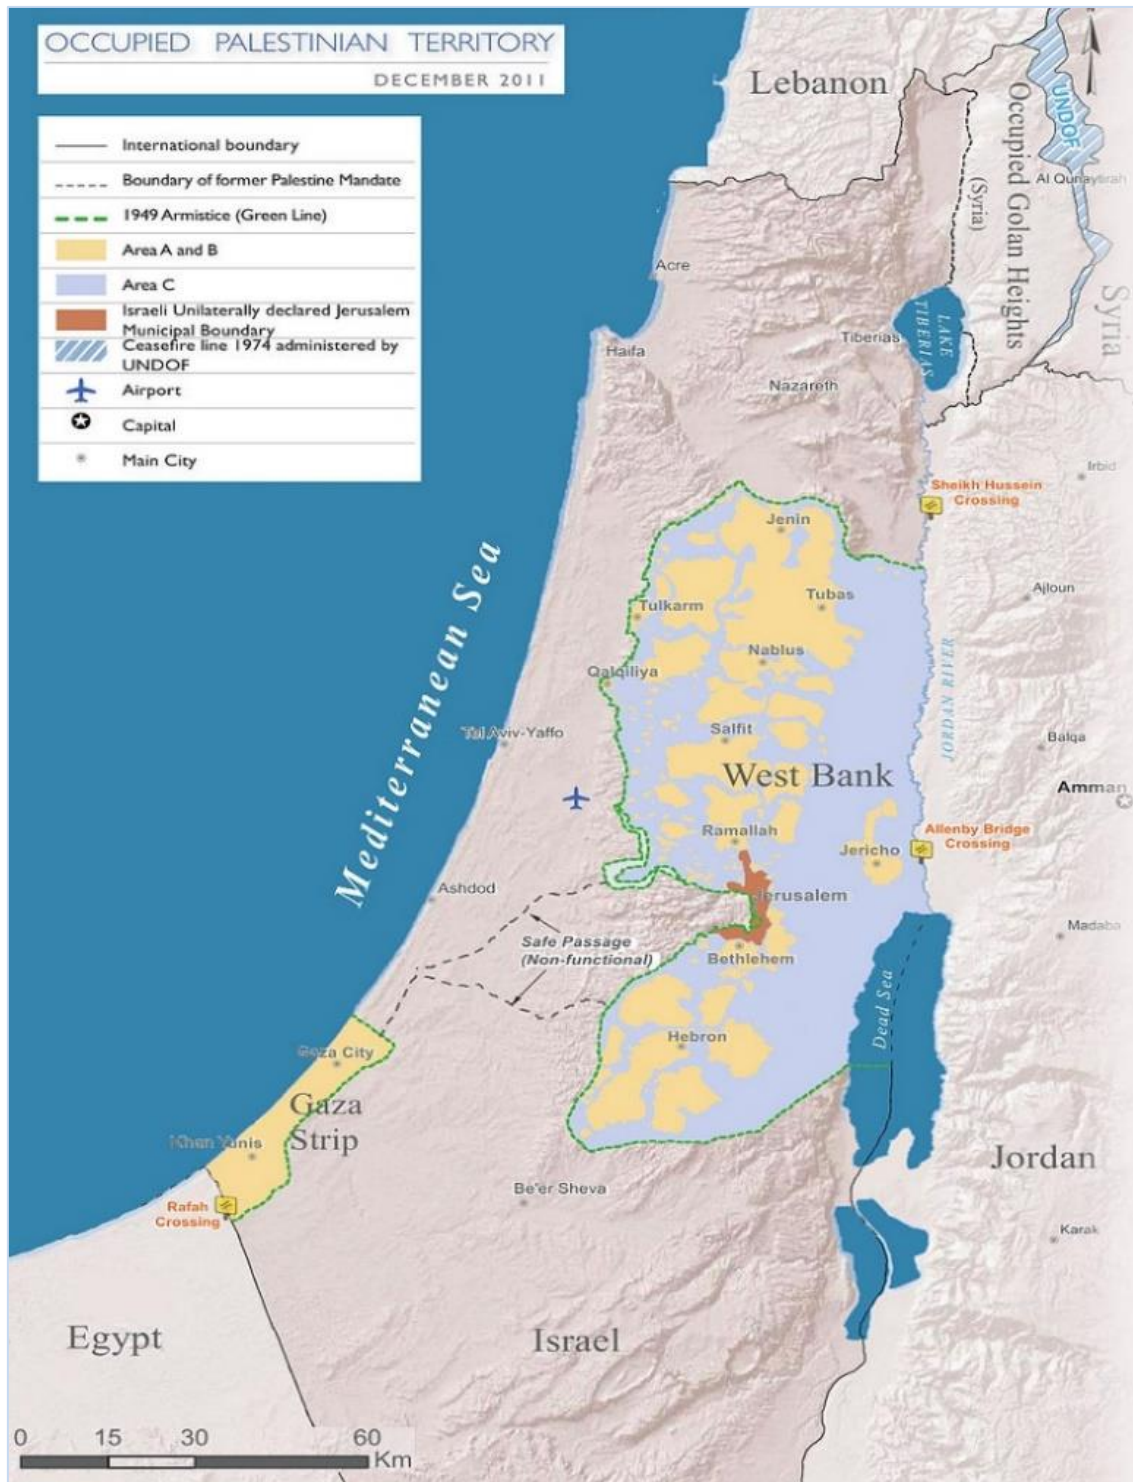 OCCUPIED PALESTINIAN TERRITORY
DECEMBER 2011
International boundary
Boundary of former Palestine Mandate
1949 Armistice (Green Line)
Area A and B
Area C
Israeli Unilaterally declared Jerusalem
Municipal Boundary
Ceasefire line 1974 administered by
UNDOF
Airport
Capital
Main City
Lebanon
Occupied Golan Heights
(Syria)
UNDOF
Al Qunaytirah
Syria
Acre
Haifa
Tiberias
LAKE
TIBERIAS
Nazareth
Irbid
Sheikh Hussein
Crossing
Jenin
Ajloun
Tubas
Tulkarm
Nablus
Qalqiliya
JORDAN RIVER
Mediterranean Sea
Tel Aviv-Yaffo
Salfit
Balqa
West Bank
Amman
Ramallah
Allenby Bridge
Crossing
Jericho
Ashdod
Jerusalem
Madaba
Safe Passage
(Non-functional)
Bethlehem
Dead Sea
Hebron
Gaza City
Gaza
Strip
Khan Yunis
Jordan
Be'er Sheva
Rafah
Crossing
Karak
Egypt
Israel
0 15 30 60
Km